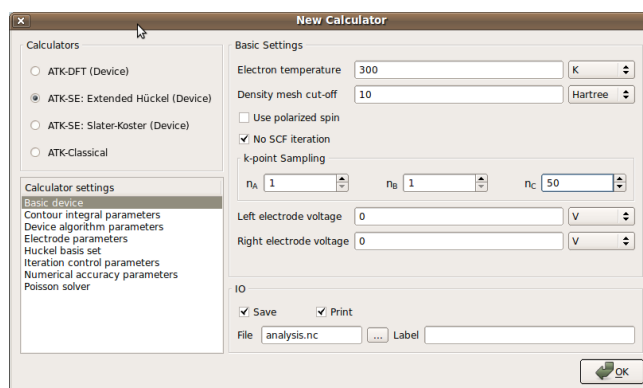 New Calculator
Calculators
ATK-DFT (Device)
ATK-SE: Extended Hückel (Device)
ATK-SE: Slater-Koster (Device)
ATK-Classical
Calculator settings
Basic device
Contour integral parameters
Device algorithm parameters
Electrode parameters
Huckel basis set
Iteration control parameters
Numerical accuracy parameters
Poisson solver
Basic Settings
Electron temperature 300 K
Density mesh cut-off 10 Hartree
Use polarized spin
No SCF iteration
k-point Sampling
nA 1 nB 1 nC 50
Left electrode voltage 0 V
Right electrode voltage 0 V
IO
Save Print
File analysis.nc ... Label
OK